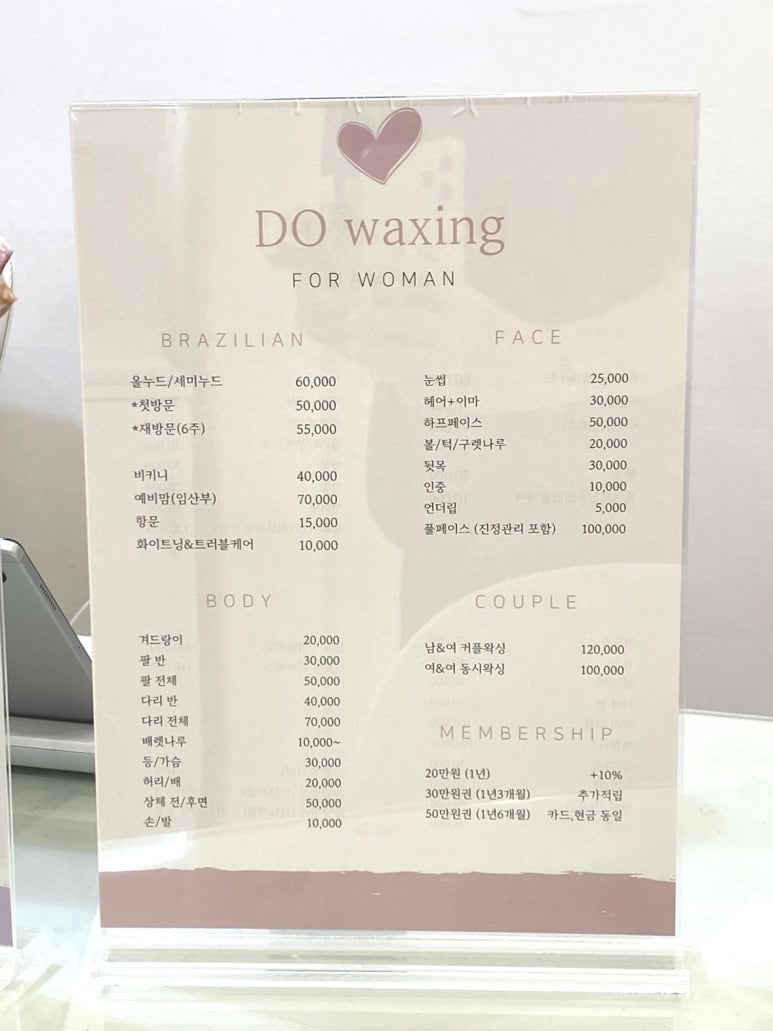 DO waxing
FOR WOMAN
BRAZILIAN
올누드/세미누드 60,000
*첫방문 50,000
*재방문(6주) 55,000
비키니 40,000
예비맘(임산부) 70,000
항문 15,000
화이트닝&트러블케어 10,000
BODY
겨드랑이 20,000
팔 반 30,000
팔 전체 50,000
다리 반 40,000
다리 전체 70,000
배렛나루 10,000~
등/가슴 30,000
허리/배 20,000
상체 전/후면 50,000
손/발 10,000
FACE
눈썹 25,000
헤어+이마 30,000
하프페이스 50,000
볼/턱/구렛나루 20,000
뒷목 30,000
인중 10,000
언더립 5,000
풀페이스 (진정관리 포함) 100,000
COUPLE
남&여 커플왁싱 120,000
여&여 동시왁싱 100,000
MEMBERSHIP
20만원 (1년) +10%
30만원권 (1년3개월) 추가적립
50만원권 (1년6개월) 카드,현금 동일